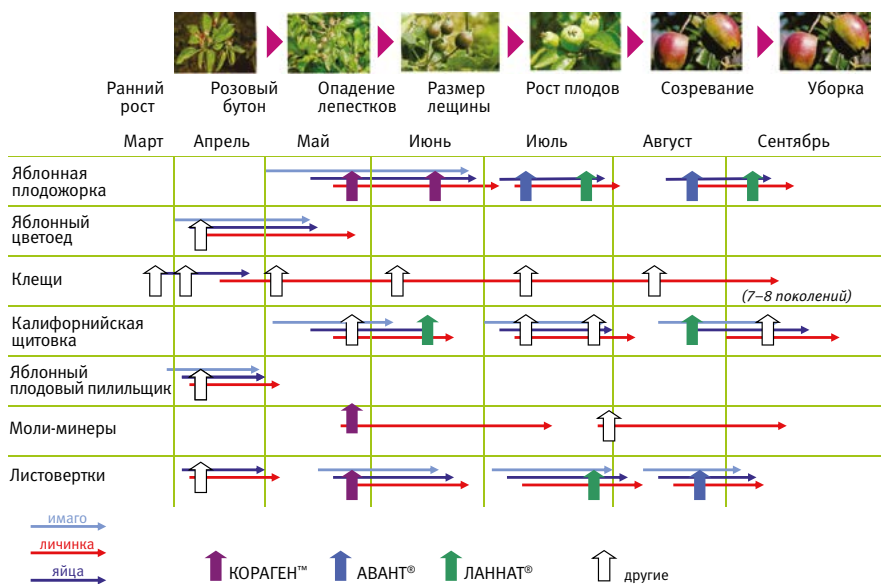 Ранний рост
Розовый бутон
Опадение лепестков
Размер лещины
Рост плодов
Созревание
Уборка
Март Апрель Май Июнь Июль Август Сентябрь
Яблонная
плодожорка
Яблонный
цветоед
Клещи
(7–8 поколений)
Калифорнийская
щитовка
Яблонный
плодовый пилильщик
Моли-минеры
Листовертки
имаго
личинка
яйца
КОРАГЕН™ АВАНТ® ЛАННАТ® другие